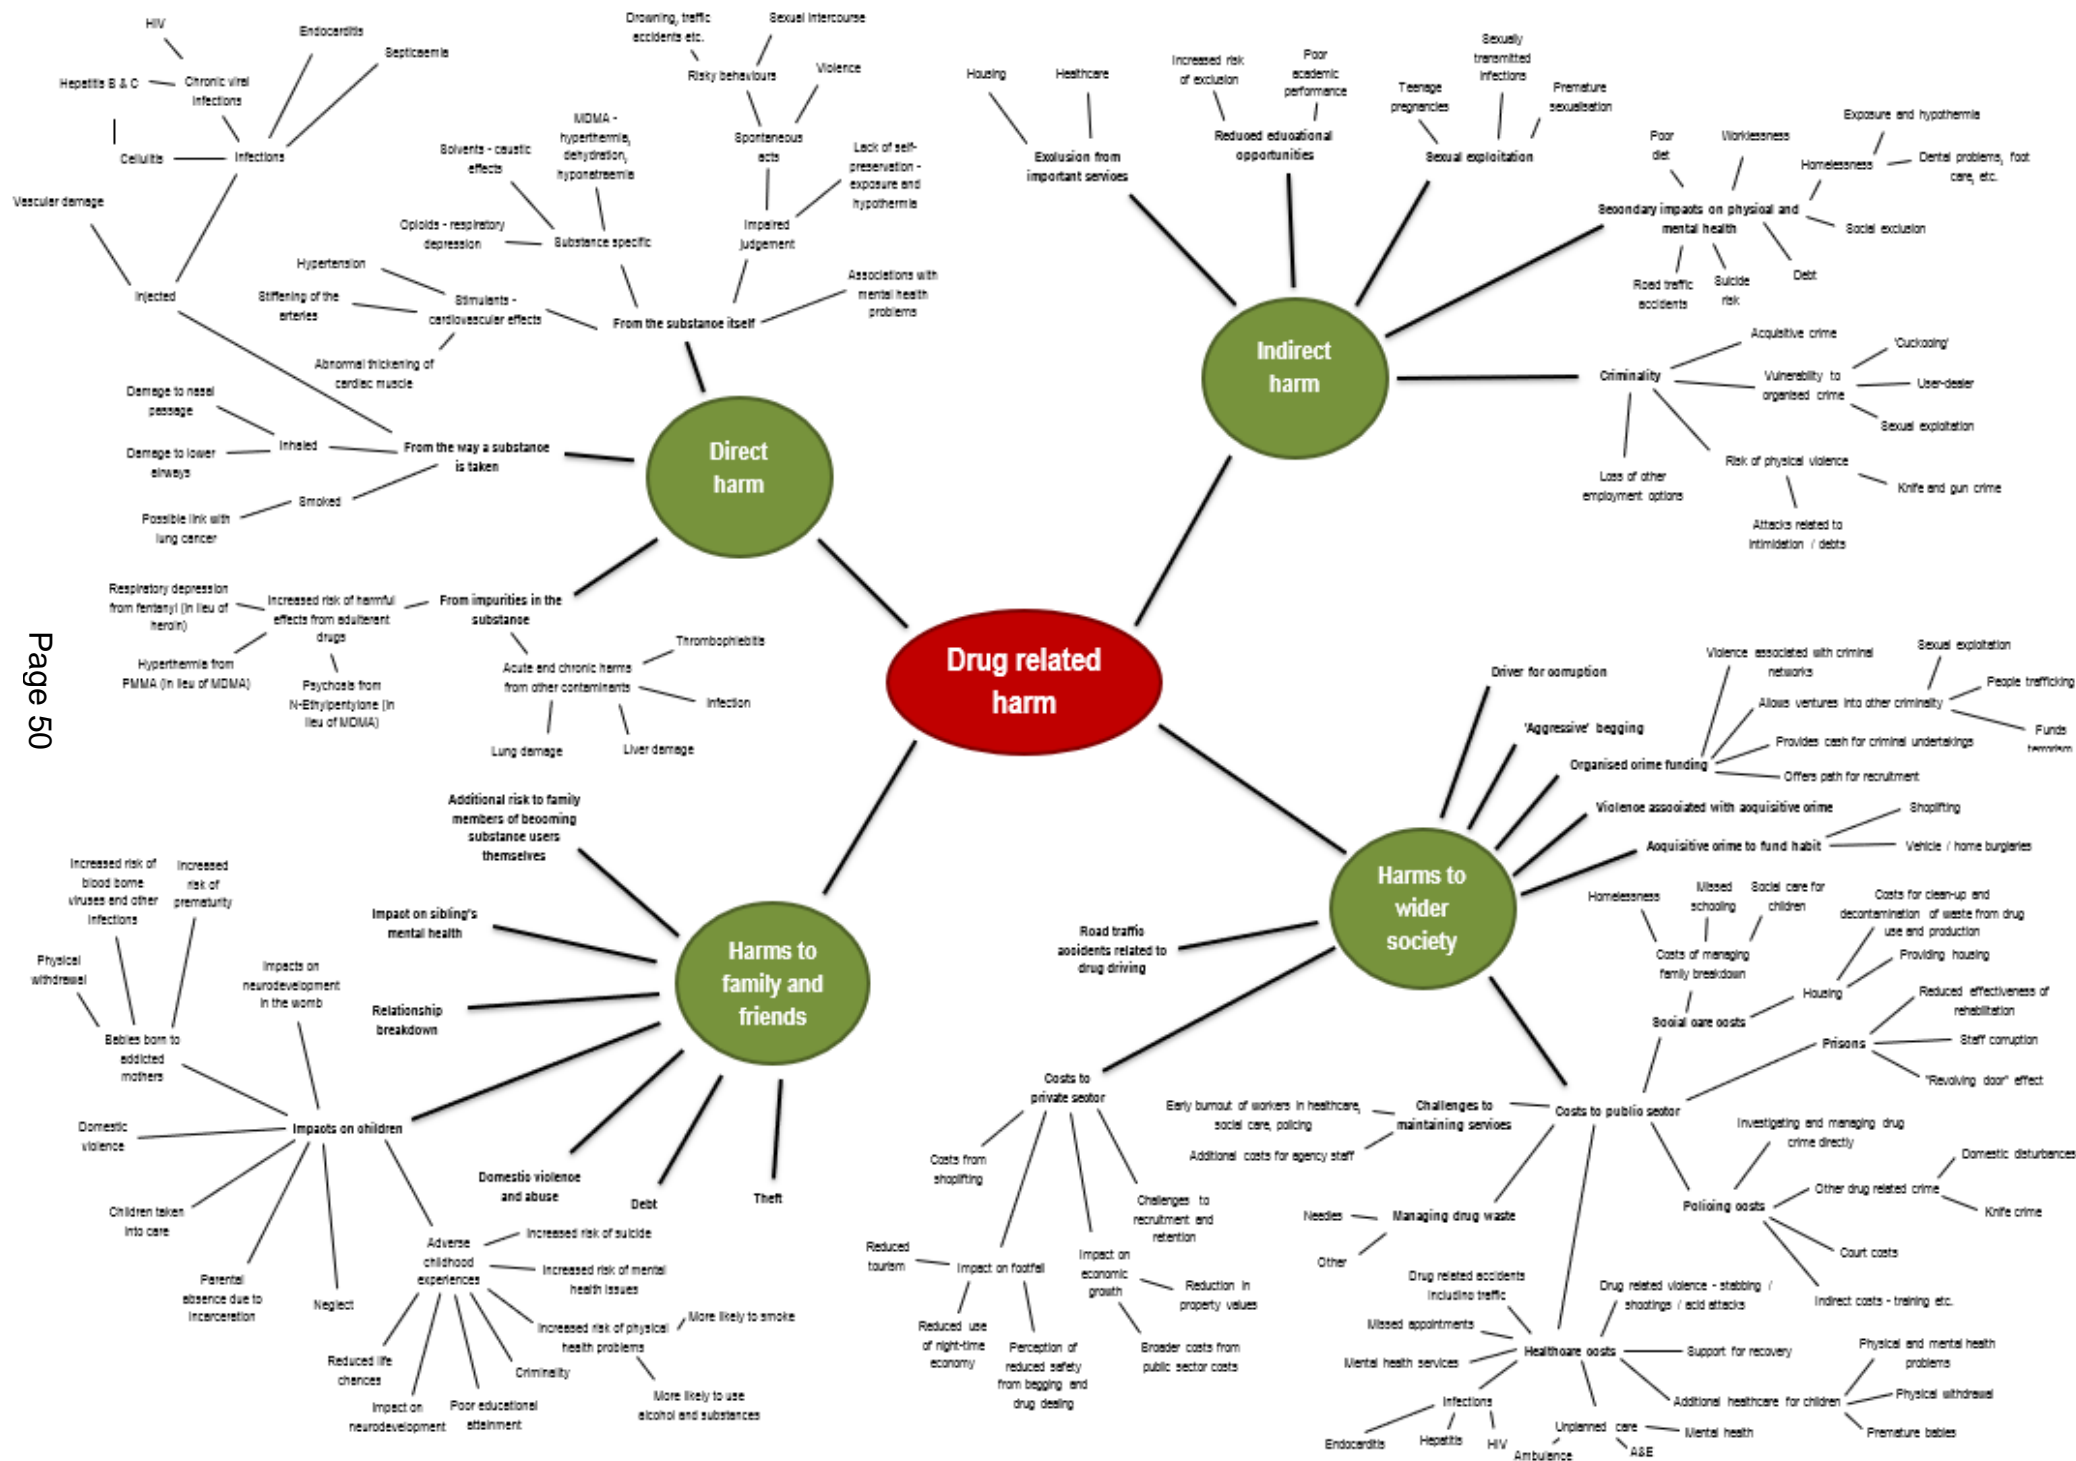 HIV
Endocarditis
Septicaemia
Hepatitis B & C
Chronic viral
infections
Cellulitis
Infections
Vascular damage
Injected
Drowning, traffic
accidents etc.
Sexual intercourse
Risky behaviours
Violence
MDMA -
hyperthermia,
dehydration,
hyponatraemia
Solvents - caustic
effects
Spontaneous
acts
Lack of self-
preservation -
exposure and
hypothermia
Opioids - respiratory
depression
Substance specific
Impaired
judgement
Hypertension
Stiffening of the
arteries
Stimulants -
cardiovascular effects
Abnormal thickening of
cardiac muscle
From the substance itself
Associations with
mental health
problems
Damage to nasal
passage
Damage to lower
airways
Inhaled
From the way a substance
is taken
Smoked
Possible link with
lung cancer
Direct
harm
Respiratory depression
from fentanyl (in lieu of
heroin)
Increased risk of harmful
effects from adulterant
drugs
From impurities in the
substance
Hyperthermia from
PMMA (in lieu of MDMA)
Psychosis from
N-Ethylpentylone (in
lieu of MDMA)
Acute and chronic harms
from other contaminants
Thrombophlebitis
Infection
Lung damage
Liver damage
Page 50
Drug related
harm
Housing
Healthcare
Exclusion from
important services
Increased risk
of exclusion
Poor
academic
performance
Reduced educational
opportunities
Teenage
pregnancies
Sexually
transmitted
infections
Premature
sexualisation
Sexual exploitation
Poor
diet
Worklessness
Exposure and hypothermia
Homelessness
Dental problems, foot
care, etc.
Secondary impacts on physical and
mental health
Social exclusion
Road traffic
accidents
Suicide
risk
Debt
Indirect
harm
Criminality
Acquisitive crime
Vulnerability to
organised crime
'Cuckooing'
User-dealer
Sexual exploitation
Loss of other
employment options
Risk of physical violence
Knife and gun crime
Attacks related to
intimidation / debts
Driver for corruption
'Aggressive' begging
Organised crime funding
Violence associated with criminal
networks
Allows ventures into other criminality
Sexual exploitation
People trafficking
Funds
terrorism
Provides cash for criminal undertakings
Offers path for recruitment
Violence associated with acquisitive crime
Acquisitive crime to fund habit
Shoplifting
Vehicle / home burglaries
Harms to
wider
society
Road traffic
accidents related to
drug driving
Homelessness
Missed
schooling
Social care for
children
Costs of managing
family breakdown
Costs for clean-up and
decontamination of waste from drug
use and production
Providing housing
Housing
Social care costs
Prisons
Reduced effectiveness of
rehabilitation
Staff corruption
"Revolving door" effect
Costs to public sector
Challenges to
maintaining services
Early burnout of workers in healthcare,
social care, policing
Additional costs for agency staff
Managing drug waste
Needles
Other
Policing costs
Investigating and managing drug
crime directly
Other drug related crime
Domestic disturbances
Knife crime
Court costs
Indirect costs - training etc.
Healthcare costs
Drug related accidents
including traffic
Drug related violence - stabbing /
shootings / acid attacks
Missed appointments
Mental health services
Support for recovery
Infections
Endocarditis
Hepatitis
HIV
Unplanned care
Ambulance
A&E
Mental health
Additional healthcare for children
Physical and mental health
problems
Physical withdrawal
Premature babies
Costs to
private sector
Costs from
shoplifting
Impact on footfall
Reduced
tourism
Reduced use
of night-time
economy
Perception of
reduced safety
from begging and
drug dealing
Impact on
economic
growth
Challenges to
recruitment and
retention
Reduction in
property values
Broader costs from
public sector costs
Harms to
family and
friends
Additional risk to family
members of becoming
substance users
themselves
Impact on sibling's
mental health
Relationship
breakdown
Impacts on children
Domestic violence
and abuse
Debt
Theft
Increased risk of
blood borne
viruses and other
infections
Increased
risk of
prematurity
Physical
withdrawal
Babies born to
addicted
mothers
Impacts on
neurodevelopment
in the womb
Domestic
violence
Children taken
into care
Parental
absence due to
incarceration
Neglect
Adverse
childhood
experiences
Increased risk of suicide
Increased risk of mental
health issues
Increased risk of physical
health problems
More likely to smoke
More likely to use
alcohol and substances
Criminality
Poor educational
attainment
Impact on
neurodevelopment
Reduced life
chances